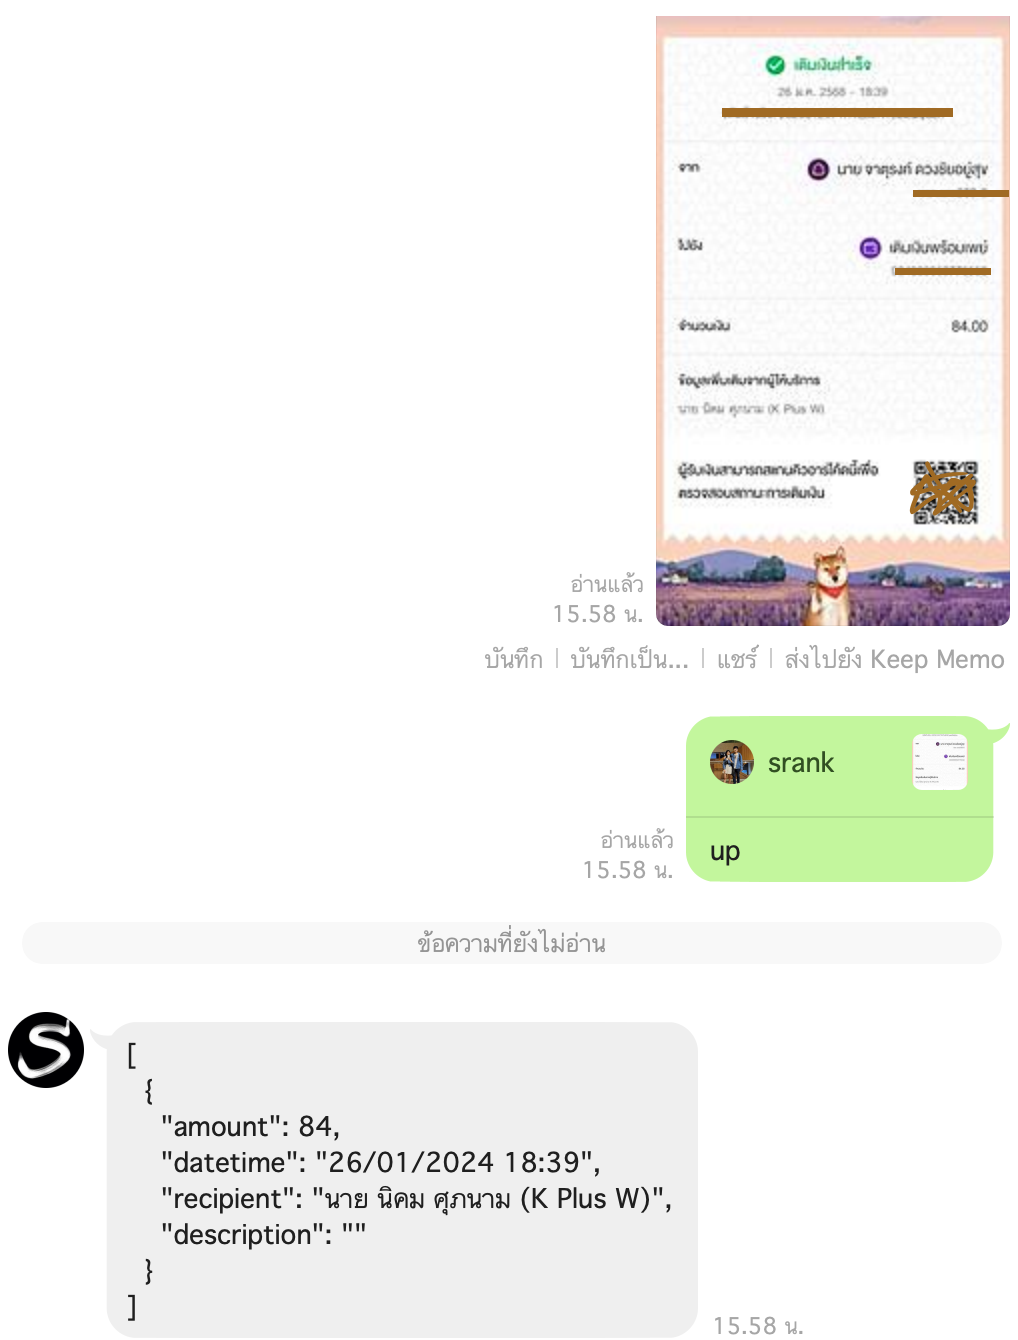 เติมเงินสำเร็จ
26 ม.ค. 2568 - 18:39
จาก
นาย จาตุรงก์ ดวงชัยอยู่สุข
ไปยัง
เติมเงินพร้อมเพย์
จำนวนเงิน
84.00
ข้อมูลเพิ่มเติมจากผู้ให้บริการ
นาย นิคม ศุภนาม (K Plus W)
ผู้รับเงินสามารถสแกนคิวอาร์โค้ดนี้เพื่อ
ตรวจสอบสถานะการเติมเงิน
อ่านแล้ว
15.58 น.
บันทึก | บันทึกเป็น... | แชร์ | ส่งไปยัง Keep Memo
srank
up
อ่านแล้ว
15.58 น.
ข้อความที่ยังไม่อ่าน
[
{
"amount": 84,
"datetime": "26/01/2024 18:39",
"recipient": "นาย นิคม ศุภนาม (K Plus W)",
"description": ""
}
]
15.58 น.